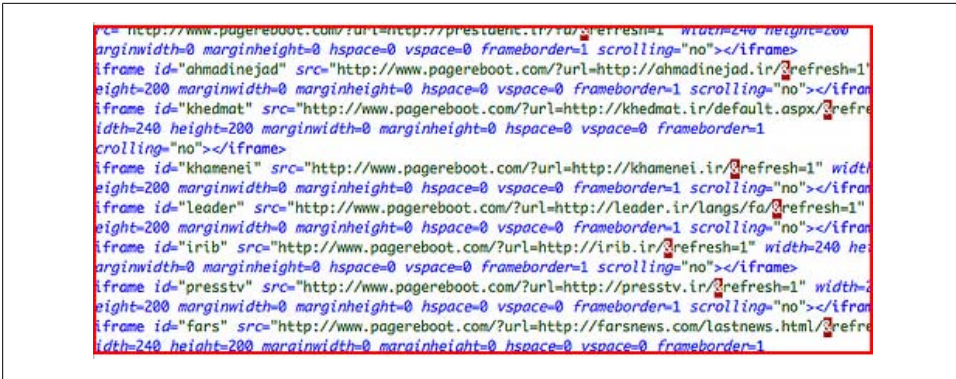 rc= "http://www.pagereboot.com/?url=http://president.ir/fa/&refresh=1" width=240 height=200
arginwidth=0 marginheight=0 hspace=0 vspace=0 frameborder=1 scrolling="no"></iframe>
iframe id="ahmadinejad" src="http://www.pagereboot.com/?url=http://ahmadinejad.ir/&refresh=1"
eight=200 marginwidth=0 marginheight=0 hspace=0 vspace=0 frameborder=1 scrolling="no"></ifran
iframe id="khedmat" src="http://www.pagereboot.com/?url=http://khedmat.ir/default.aspx/&refre
idth=240 height=200 marginwidth=0 marginheight=0 hspace=0 vspace=0 frameborder=1
crolling="no"></iframe>
iframe id="khamenei" src="http://www.pagereboot.com/?url=http://khamenei.ir/&refresh=1" width
eight=200 marginwidth=0 marginheight=0 hspace=0 vspace=0 frameborder=1 scrolling="no"></ifran
iframe id="leader" src="http://www.pagereboot.com/?url=http://leader.ir/langs/fa/&refresh=1"
eight=200 marginwidth=0 marginheight=0 hspace=0 vspace=0 frameborder=1 scrolling="no"></ifran
iframe id="irib" src="http://www.pagereboot.com/?url=http://irib.ir/&refresh=1" width=240 hei
arginwidth=0 marginheight=0 hspace=0 vspace=0 frameborder=1 scrolling="no"></iframe>
iframe id="presstv" src="http://www.pagereboot.com/?url=http://presstv.ir/&refresh=1" width=2
eight=200 marginwidth=0 marginheight=0 hspace=0 vspace=0 frameborder=1 scrolling="no"></ifran
iframe id="fars" src="http://www.pagereboot.com/?url=http://farsnews.com/lastnews.html/&refre
idth=240 height=200 marginwidth=0 marginheight=0 hspace=0 vspace=0 frameborder=1